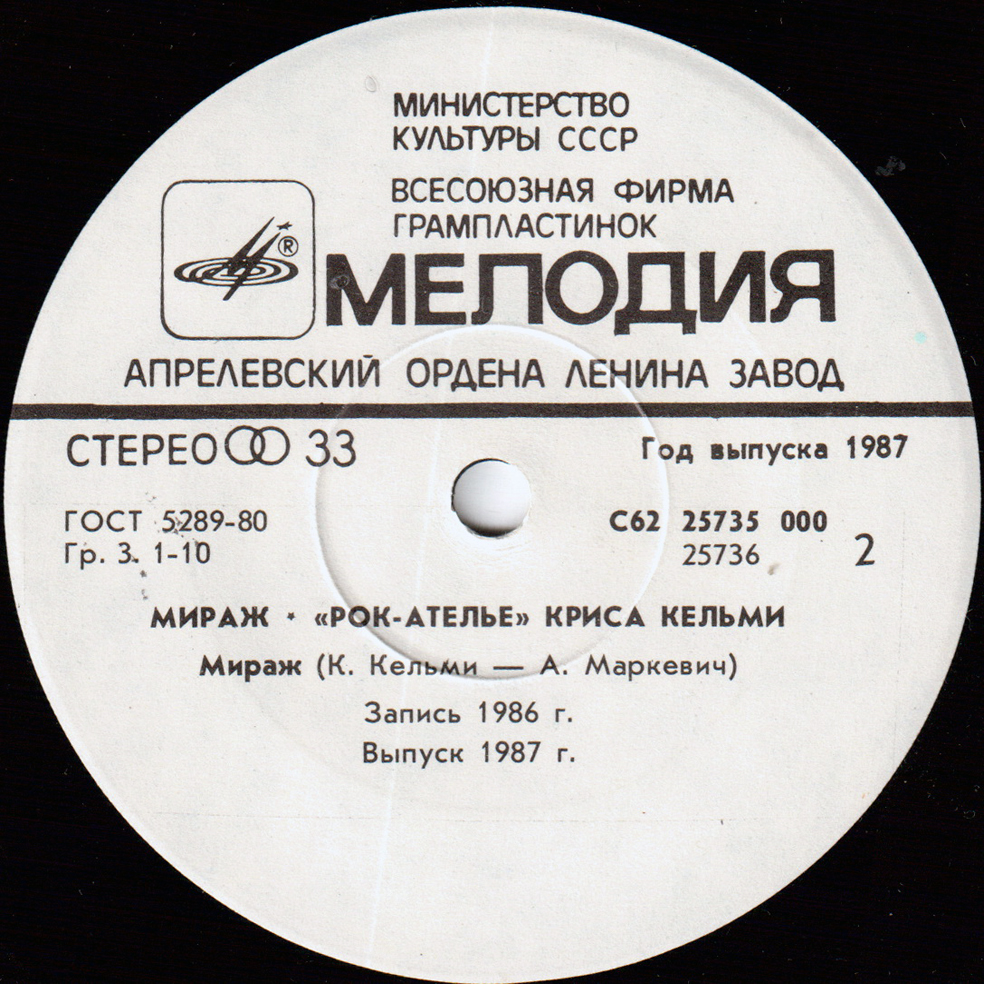 МИНИСТЕРСТВО
КУЛЬТУРЫ СССР
ВСЕСОЮЗНАЯ ФИРМА
ГРАМПЛАСТИНОК
®
МЕЛОДИЯ
АПРЕЛЕВСКИЙ ОРДЕНА ЛЕНИНА ЗАВОД
СТЕРЕО 33
Год выпуска 1987
ГОСТ 5289-80
С62 25735 000
Гр. 3. 1-10
25736 2
МИРАЖ * «РОК-АТЕЛЬЕ» КРИСА КЕЛЬМИ
Мираж (К. Кельми — А. Маркевич)
Запись 1986 г.
Выпуск 1987 г.